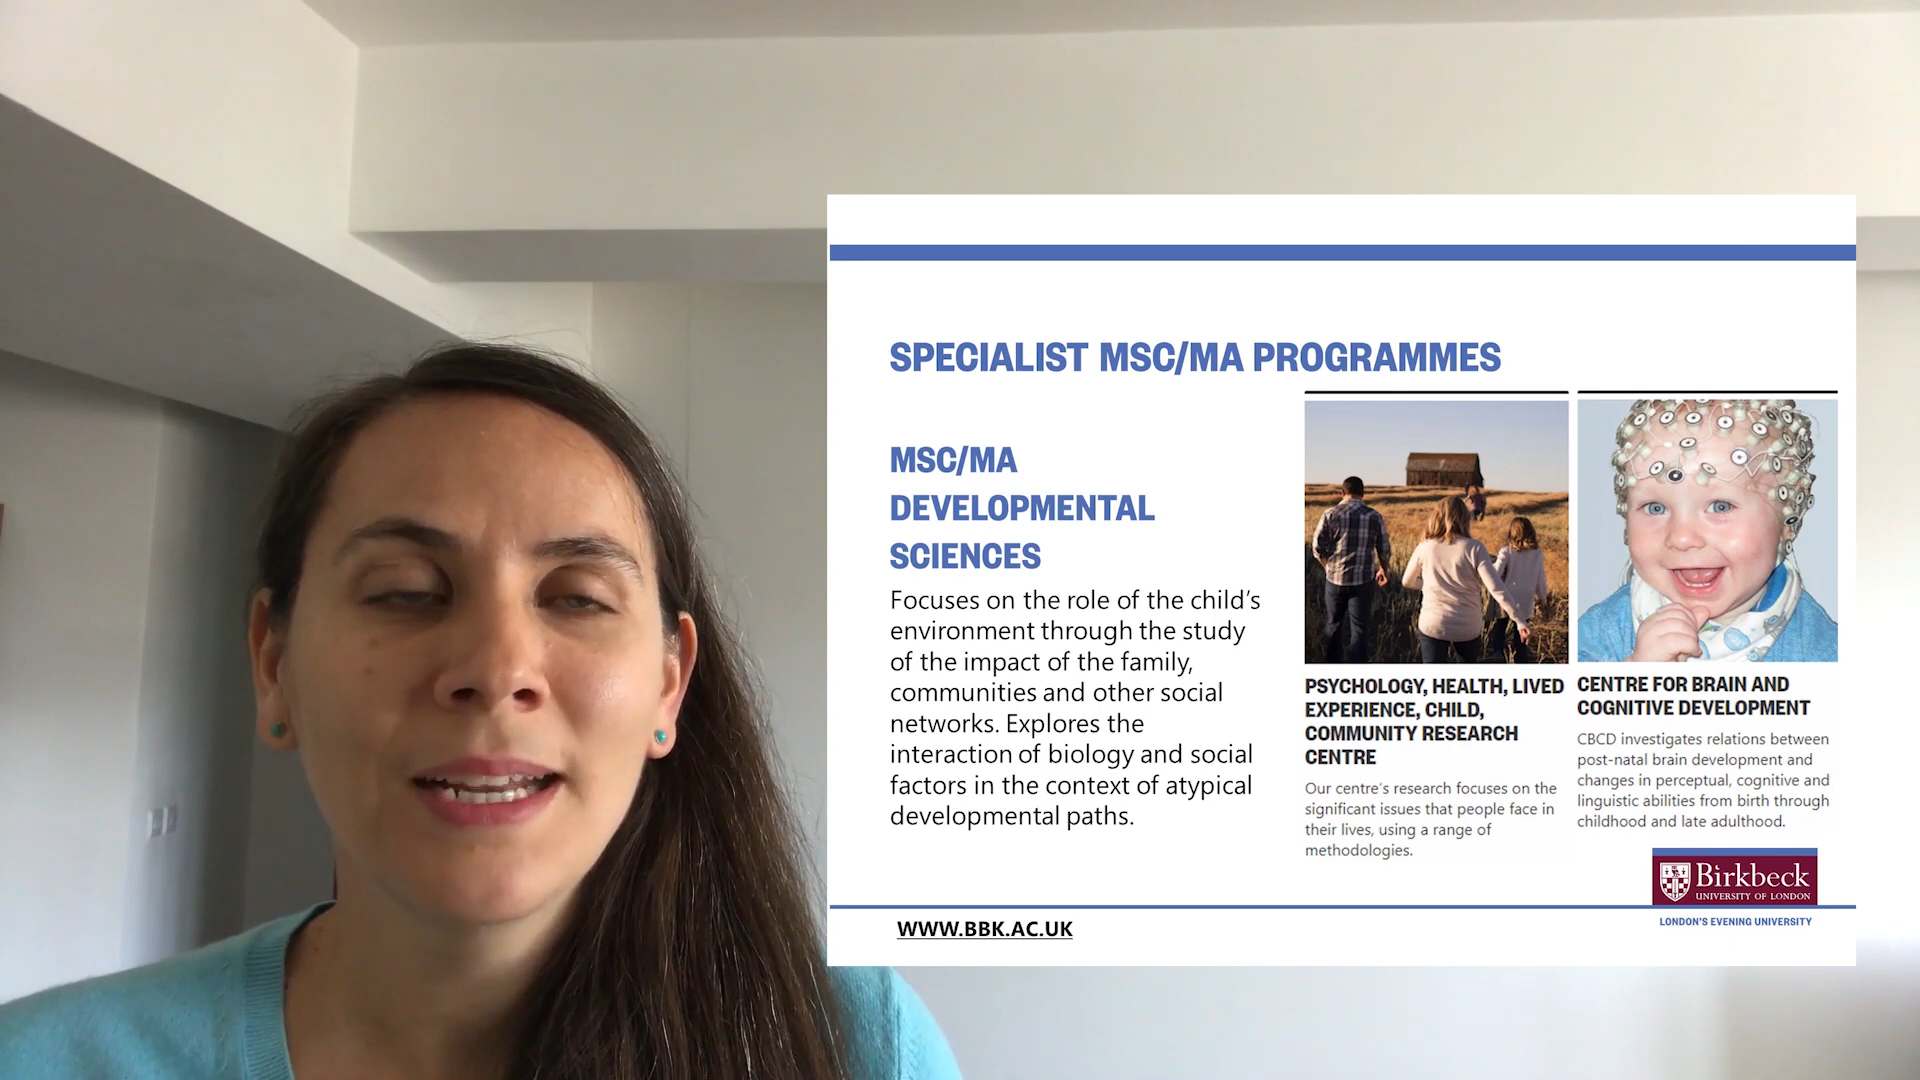 SPECIALIST MSC/MA PROGRAMMES
MSC/MA
DEVELOPMENTAL
SCIENCES
Focuses on the role of the child's
environment through the study
of the impact of the family,
communities and other social
networks. Explores the
interaction of biology and social
factors in the context of atypical
developmental paths.
PSYCHOLOGY, HEALTH, LIVED
EXPERIENCE, CHILD,
COMMUNITY RESEARCH
CENTRE
Our centre's research focuses on the
significant issues that people face in
their lives, using a range of
methodologies.
CENTRE FOR BRAIN AND
COGNITIVE DEVELOPMENT
CBCD investigates relations between
post-natal brain development and
changes in perceptual, cognitive and
linguistic abilities from birth through
childhood and late adulthood.
Birkbeck
UNIVERSITY OF LONDON
LONDON'S EVENING UNIVERSITY
WWW.BBK.AC.UK